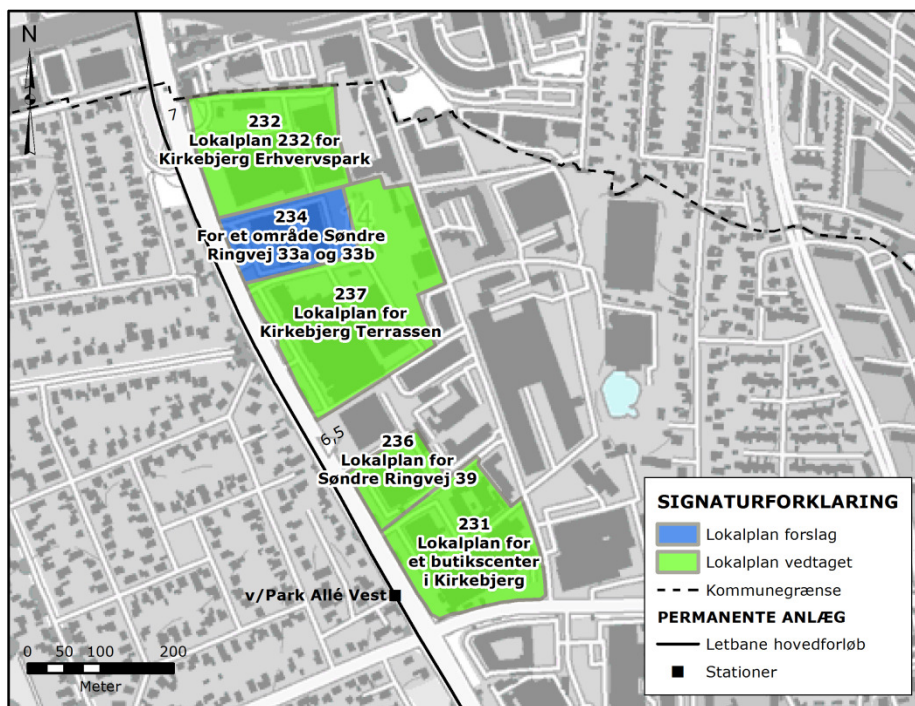 N
7
232
Lokalplan 232 for
Kirkebjerg Erhvervspark
234
For et område Søndre
Ringvej 33a og 33b
4
237
Lokalplan for
Kirkebjerg Terrassen
6,5
236
Lokalplan for
Søndre Ringvej 39
231
Lokalplan for
et butikscenter
i Kirkebjerg
v/Park Allé Vest
0 50 100 200
Meter
SIGNATURFORKLARING
Lokalplan forslag
Lokalplan vedtaget
Kommunegrænse
PERMANENTE ANLÆG
Letbane hovedforløb
Stationer